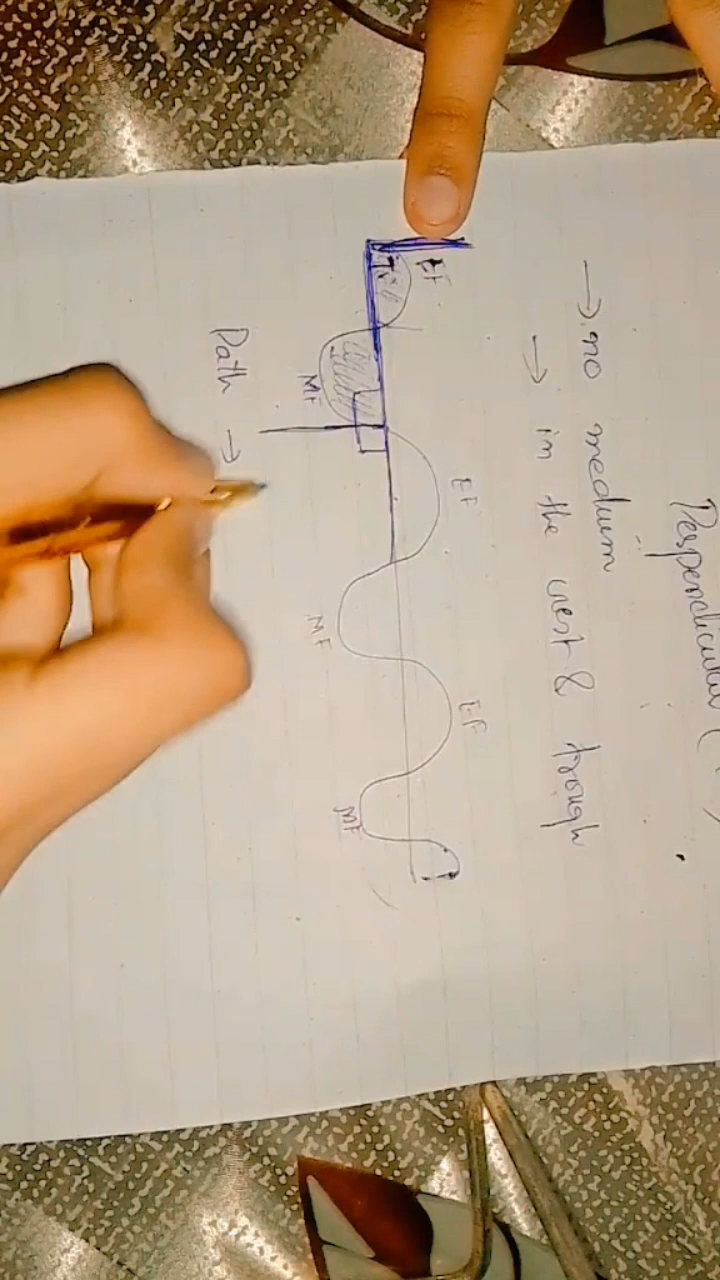 Perpendicular (
→ no medium
→ in the crest & trough
EF
EF
EF
MF
MF
MF
Path →